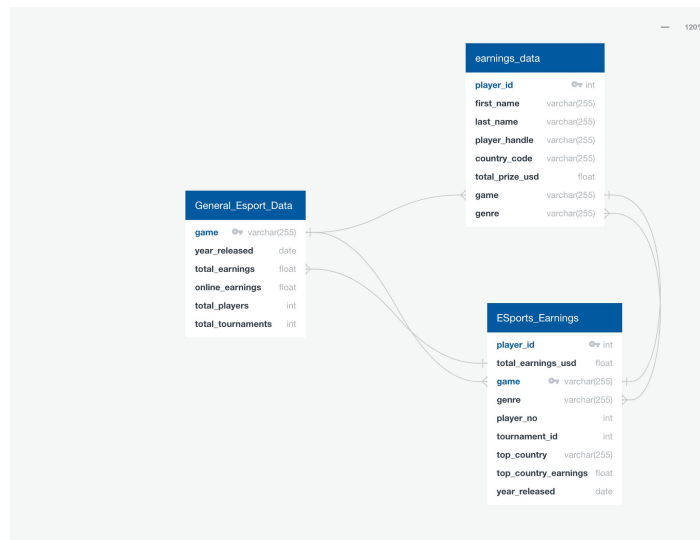 — 120%
earnings_data
player_id int
first_name varchar(255)
last_name varchar(255)
player_handle varchar(255)
country_code varchar(255)
total_prize_usd float
game varchar(255)
genre varchar(255)
General_Esport_Data
game varchar(255)
year_released date
total_earnings float
online_earnings float
total_players int
total_tournaments int
ESports_Earnings
player_id int
total_earnings_usd float
game varchar(255)
genre varchar(255)
player_no int
tournament_id int
top_country varchar(255)
top_country_earnings float
year_released date